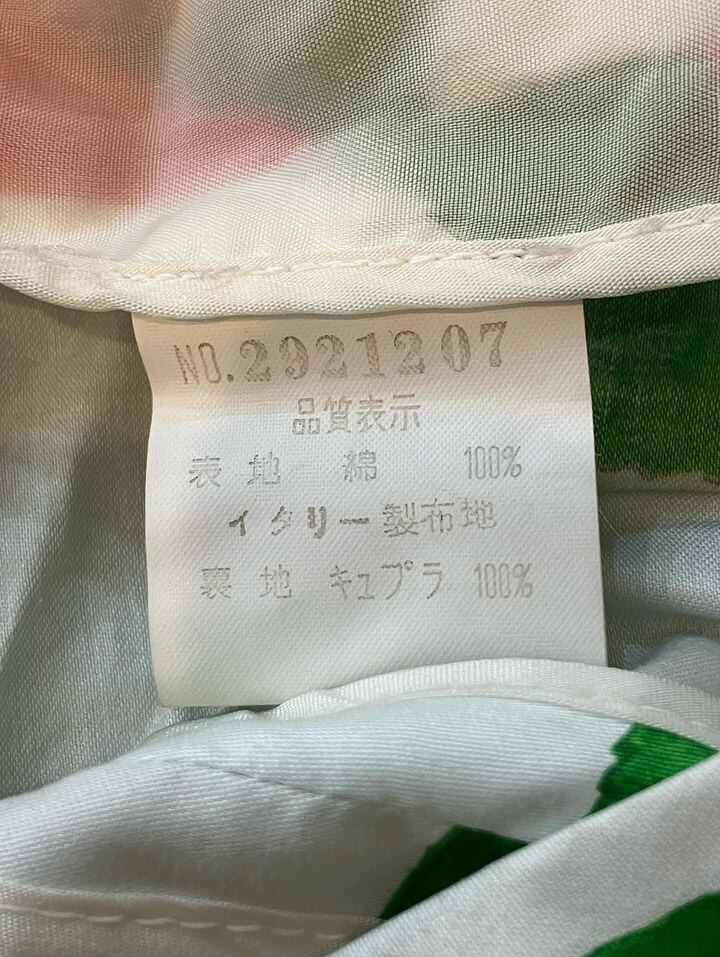 NO.2921207
品質表示
表地 綿 100%
イタリー製布地
裏地 キュプラ 100%